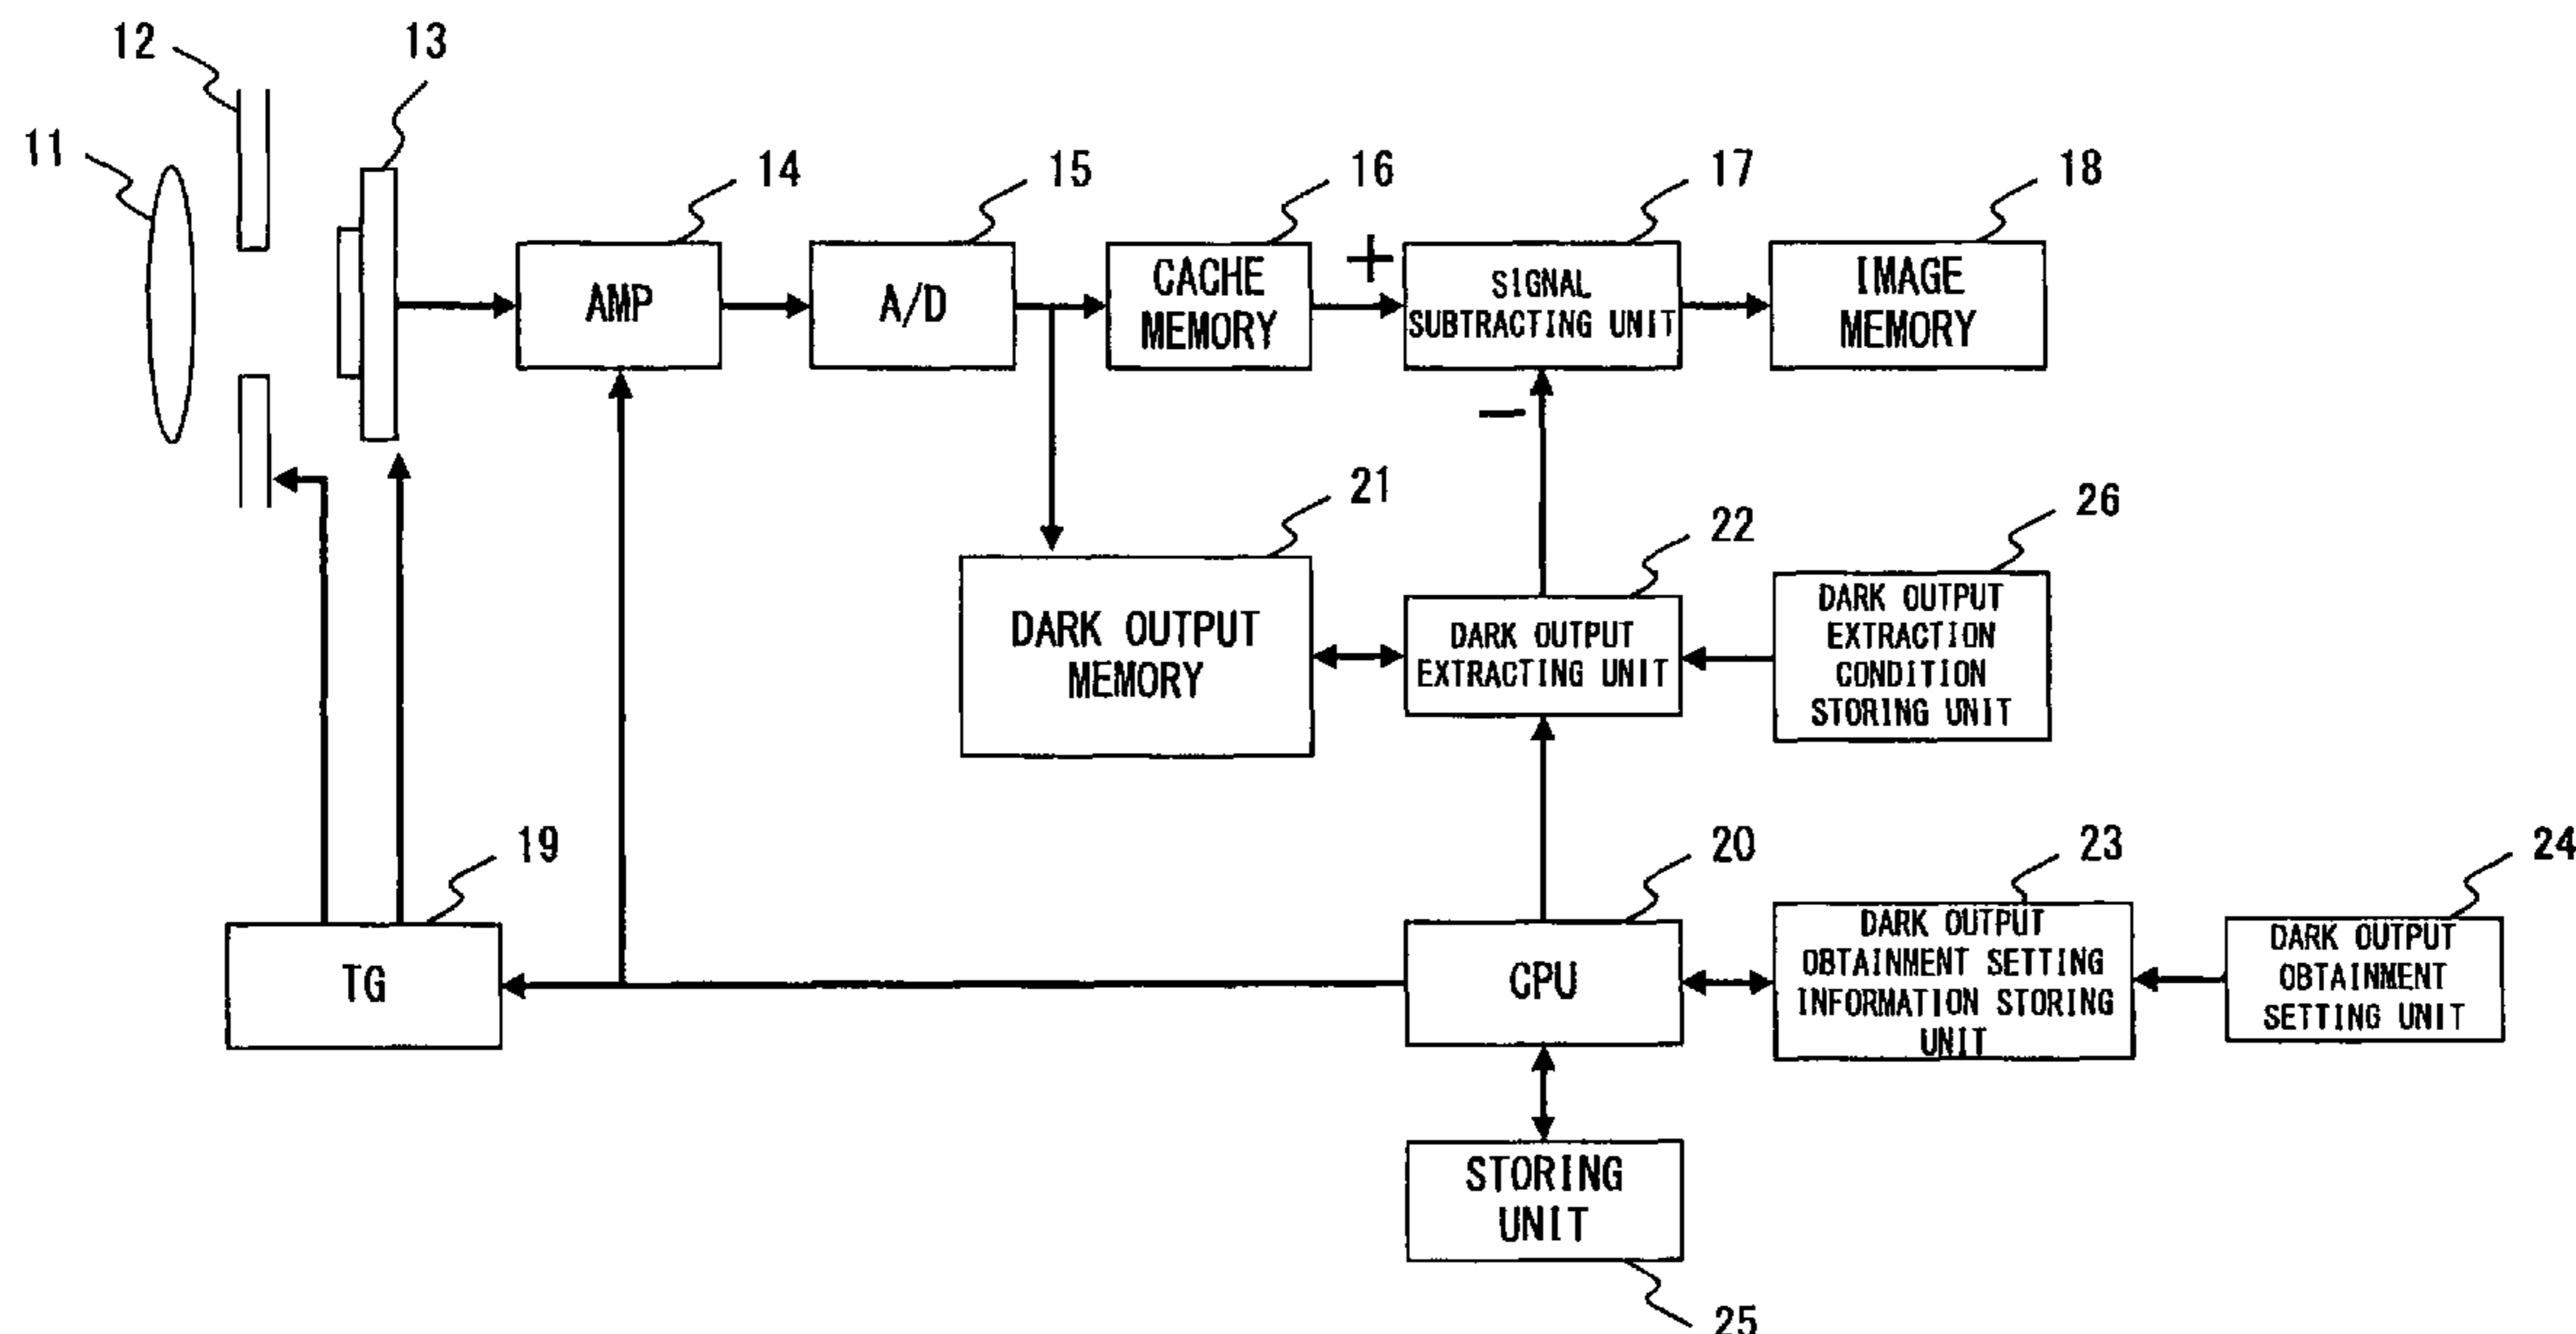 12
13
11
14
15
16
17
18
AMP
A/D
CACHE
MEMORY
+
SIGNAL
SUBTRACTING UNIT
IMAGE
MEMORY
−
21
22
26
DARK OUTPUT
MEMORY
DARK OUTPUT
EXTRACTING UNIT
DARK OUTPUT
EXTRACTION
CONDITION
STORING UNIT
19
20
23
24
TG
CPU
DARK OUTPUT
OBTAINMENT SETTING
INFORMATION STORING
UNIT
DARK OUTPUT
OBTAINMENT
SETTING UNIT
STORING
UNIT
25